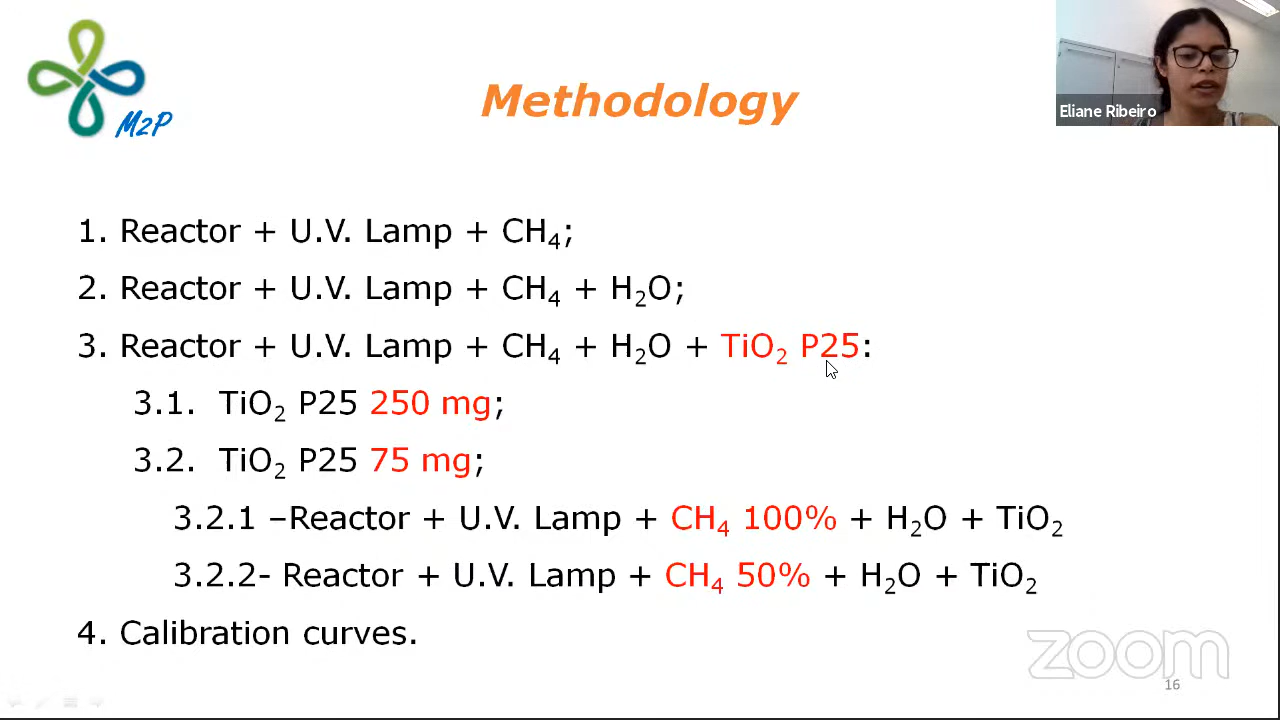 M2P
Methodology
Eliane Ribeiro
1. Reactor + U.V. Lamp + CH₄;
2. Reactor + U.V. Lamp + CH₄ + H₂O;
3. Reactor + U.V. Lamp + CH₄ + H₂O + TiO₂ P25:
3.1. TiO₂ P25 250 mg;
3.2. TiO₂ P25 75 mg;
3.2.1 –Reactor + U.V. Lamp + CH₄ 100% + H₂O + TiO₂
3.2.2- Reactor + U.V. Lamp + CH₄ 50% + H₂O + TiO₂
4. Calibration curves.
zoom
16